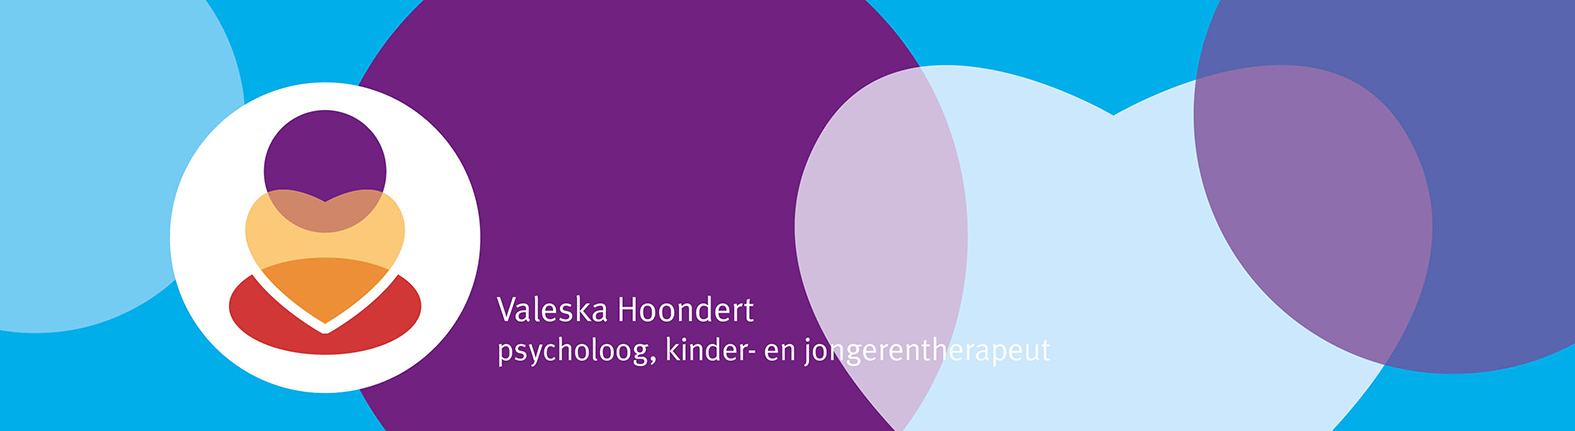 Valeska Hoondert
psycholoog, kinder- en jongerentherapeut